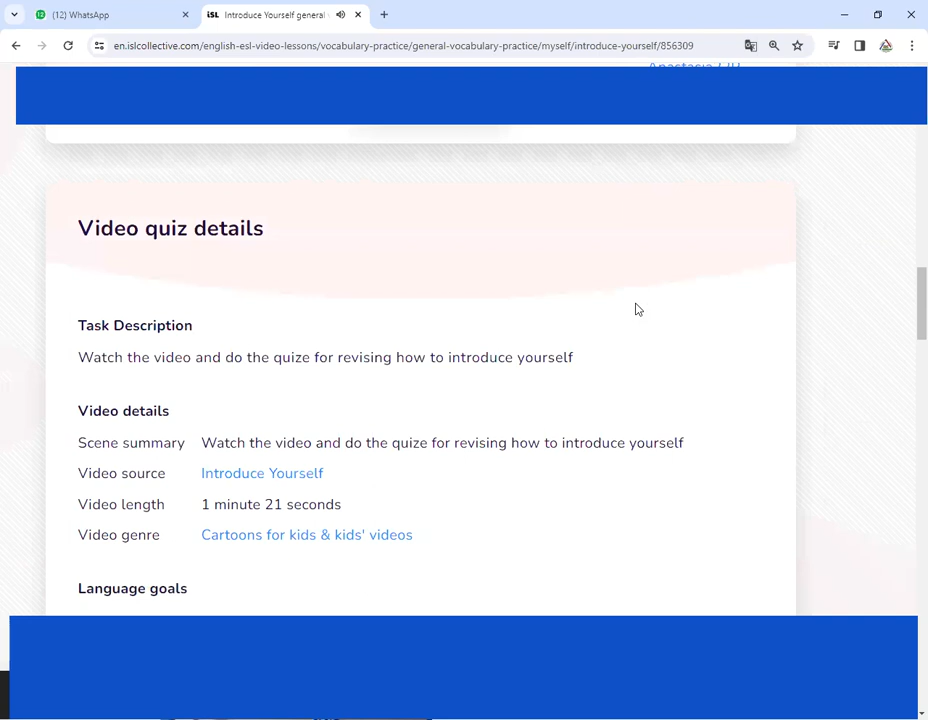 (12) WhatsApp
iSL Introduce Yourself general
en.islcollective.com/english-esl-video-lessons/vocabulary-practice/general-vocabulary-practice/myself/introduce-yourself/856309
Video quiz details
Task Description
Watch the video and do the quize for revising how to introduce yourself
Video details
Scene summary Watch the video and do the quize for revising how to introduce yourself
Video source Introduce Yourself
Video length 1 minute 21 seconds
Video genre Cartoons for kids & kids' videos
Language goals